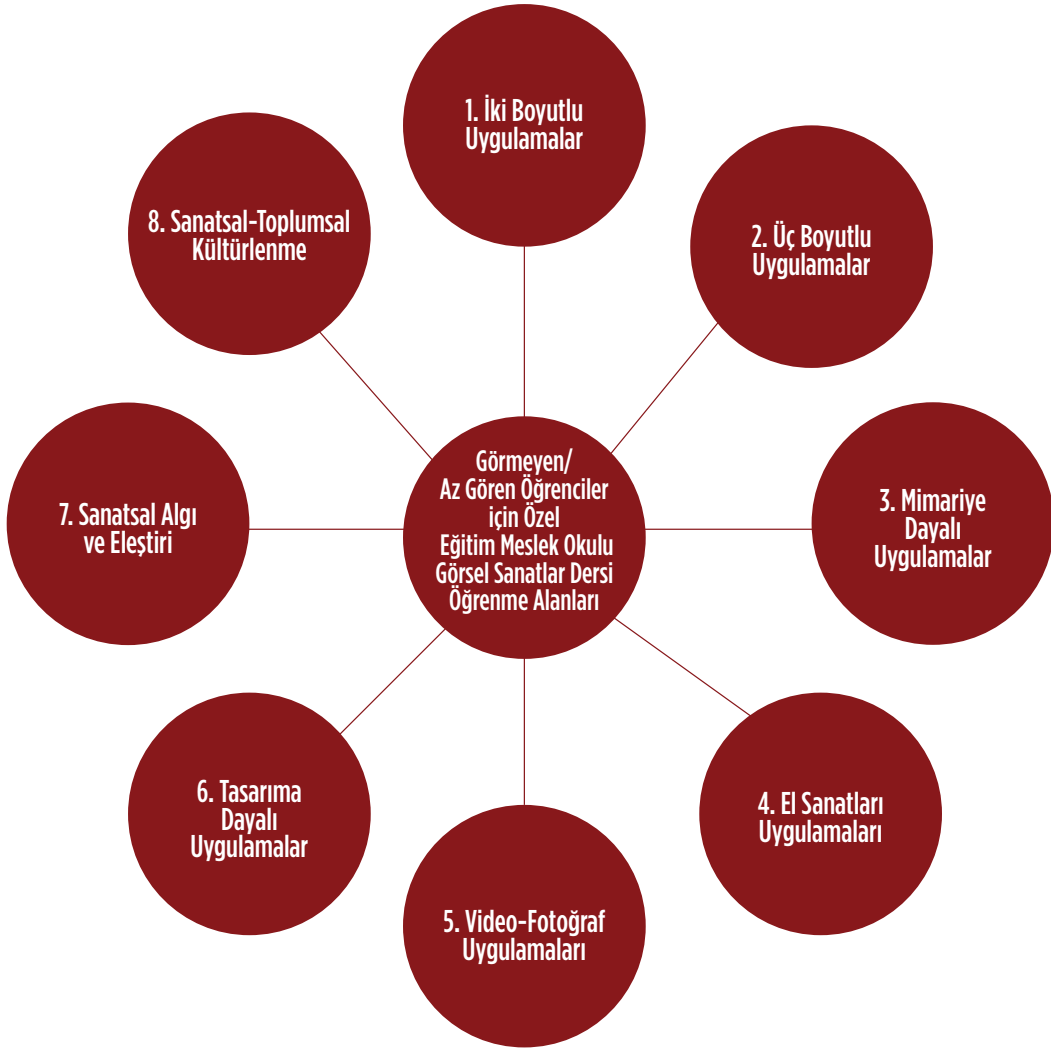 1. İki Boyutlu
Uygulamalar
2. Üç Boyutlu
Uygulamalar
3. Mimariye
Dayalı
Uygulamalar
4. El Sanatları
Uygulamaları
5. Video-Fotoğraf
Uygulamaları
6. Tasarıma
Dayalı
Uygulamalar
7. Sanatsal Algı
ve Eleştiri
8. Sanatsal-Toplumsal
Kültürlenme
Görmeyen/
Az Gören Öğrenciler
için Özel
Eğitim Meslek Okulu
Görsel Sanatlar Dersi
Öğrenme Alanları